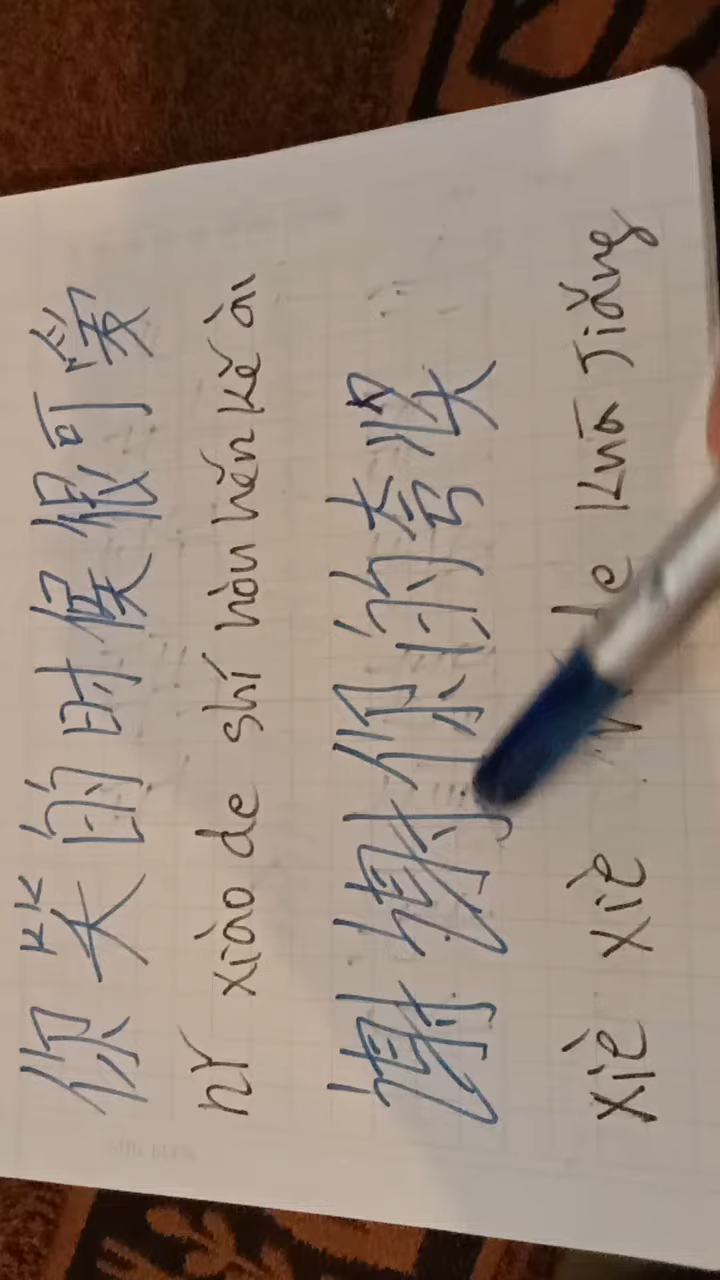 你笑的时候很可爱
nǐ xiào de shí hòu hěn kě ài
谢谢你的夸奖
xiè xiè de Kuā Jiǎng